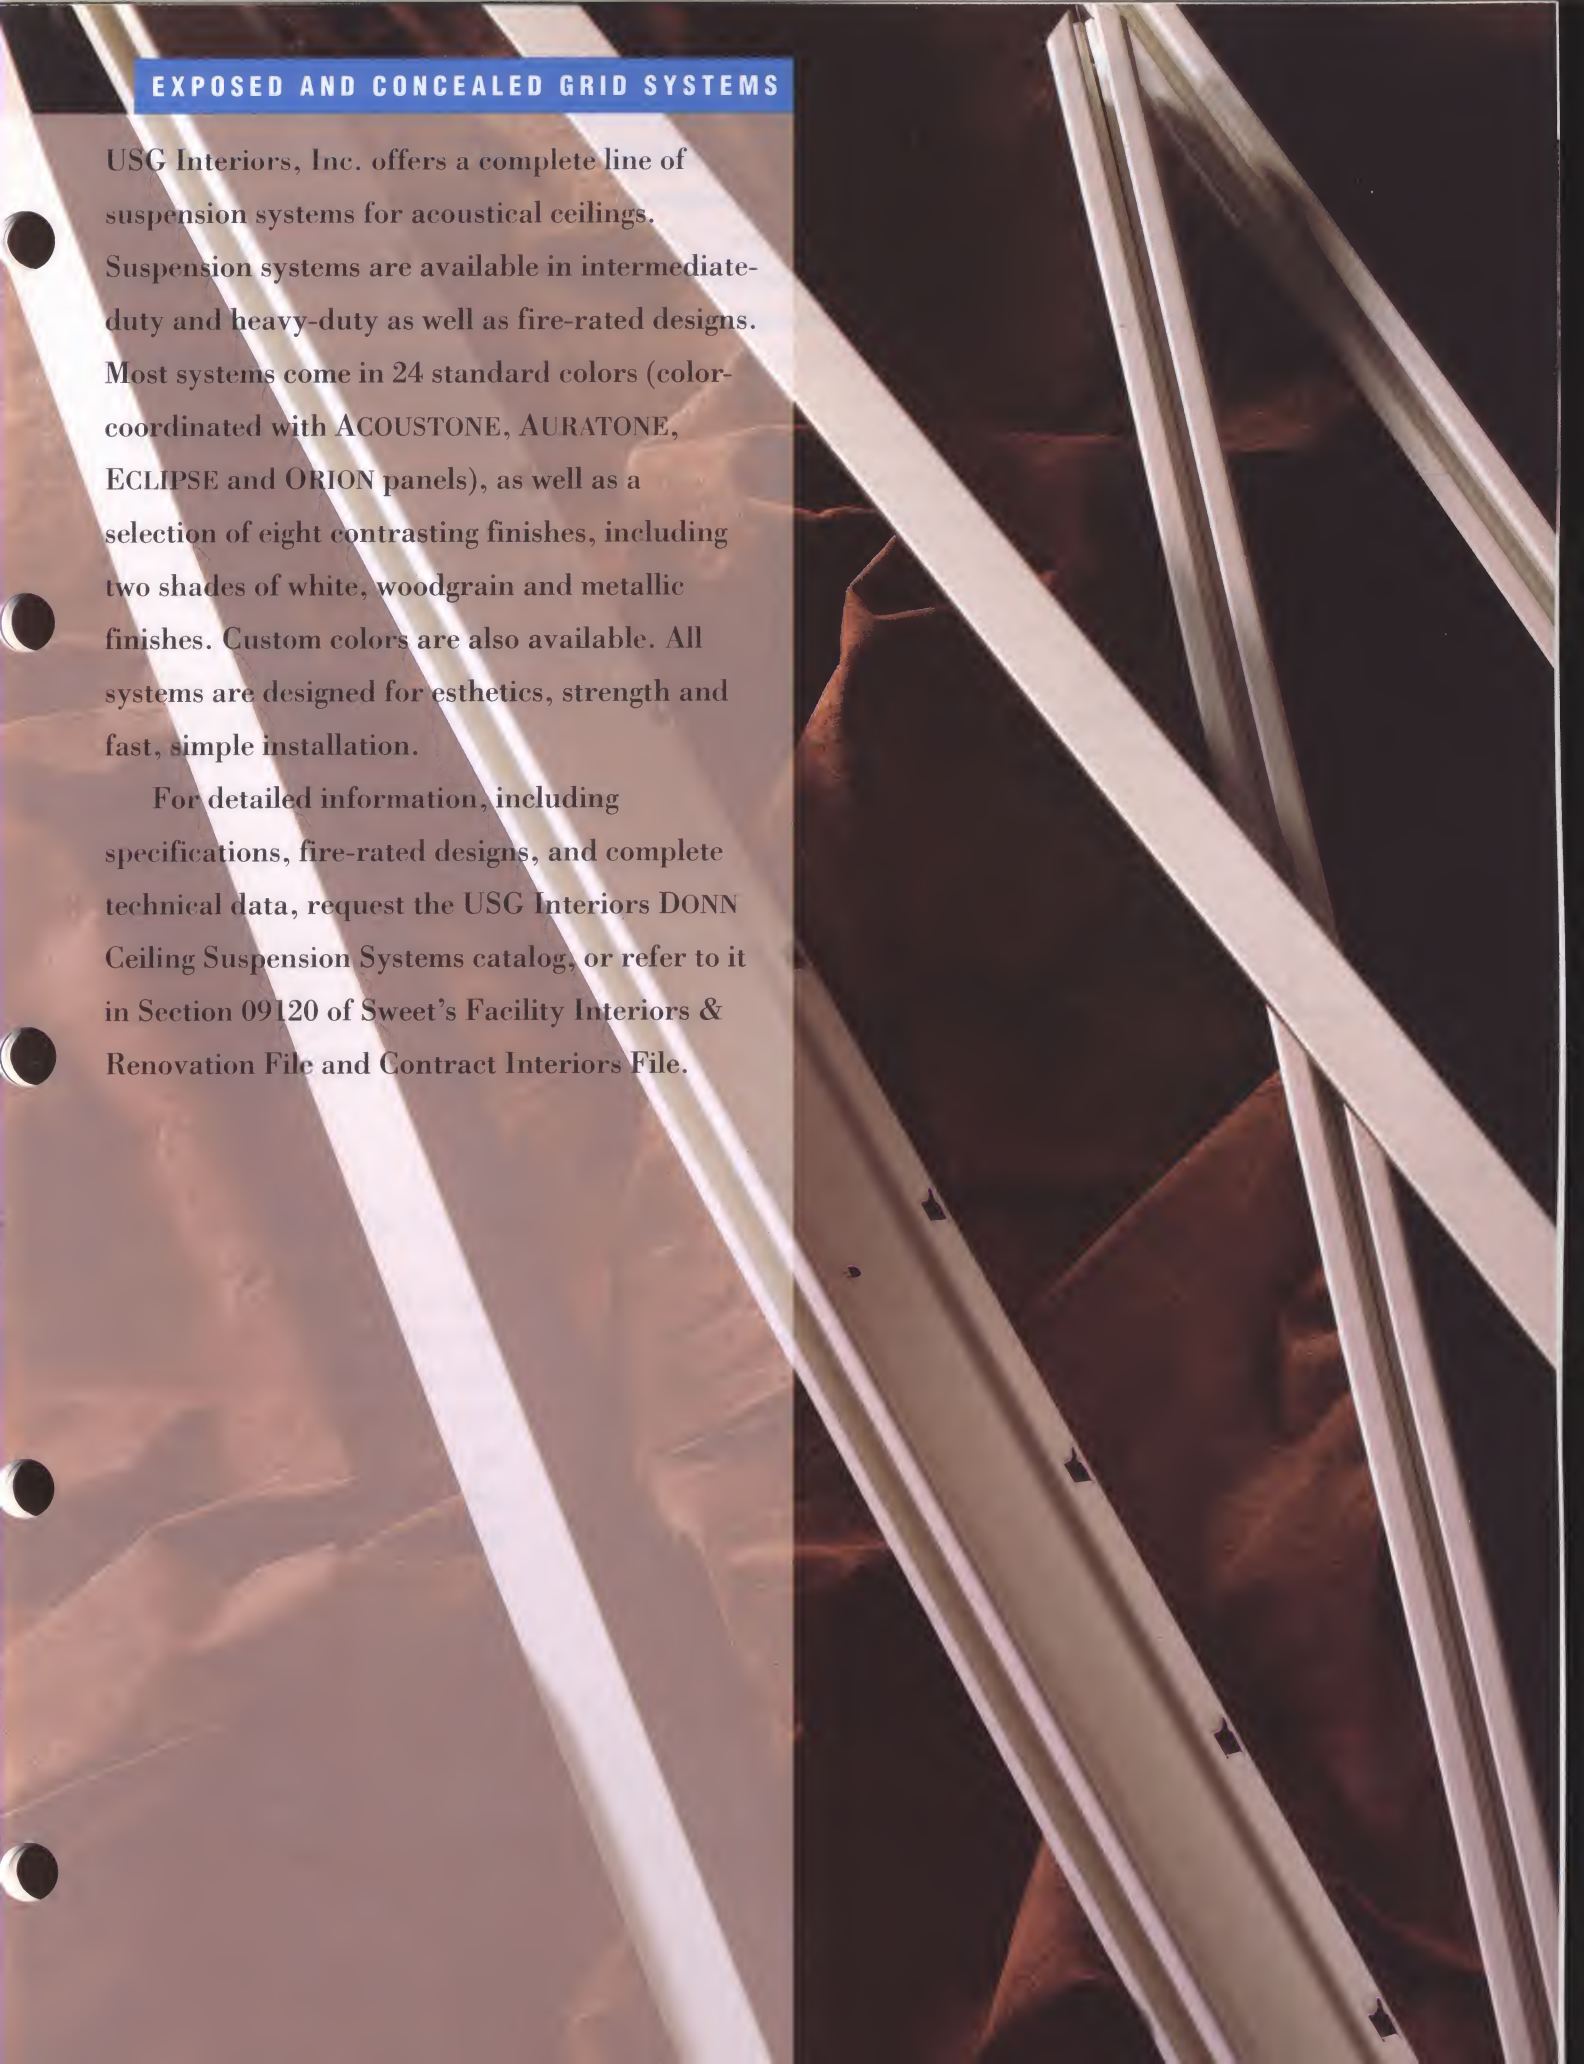 EXPOSED AND CONCEALED GRID SYSTEMS
USG Interiors, Inc. offers a complete line of
suspension systems for acoustical ceilings.
Suspension systems are available in intermediate-
duty and heavy-duty as well as fire-rated designs.
Most systems come in 24 standard colors (color-
coordinated with ACOUSTONE, AURATONE,
ECLIPSE and ORION panels), as well as a
selection of eight contrasting finishes, including
two shades of white, woodgrain and metallic
finishes. Custom colors are also available. All
systems are designed for esthetics, strength and
fast, simple installation.
For detailed information, including
specifications, fire-rated designs, and complete
technical data, request the USG Interiors DONN
Ceiling Suspension Systems catalog, or refer to it
in Section 09120 of Sweet's Facility Interiors &
Renovation File and Contract Interiors File.